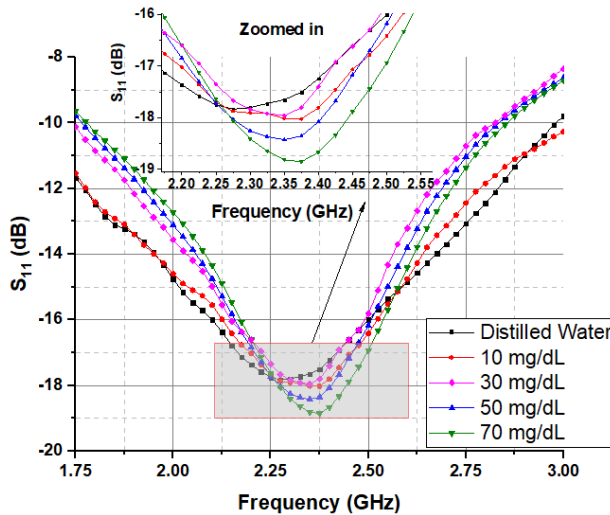 Zoomed in
-16
-17
-18
-19
S11 (dB)
2.20 2.25 2.30 2.35 2.40 2.45 2.50 2.55
Frequency (GHz)
-8
-10
-12
-14
-16
-18
-20
S11 (dB)
Distilled Water
10 mg/dL
30 mg/dL
50 mg/dL
70 mg/dL
1.75 2.00 2.25 2.50 2.75 3.00
Frequency (GHz)